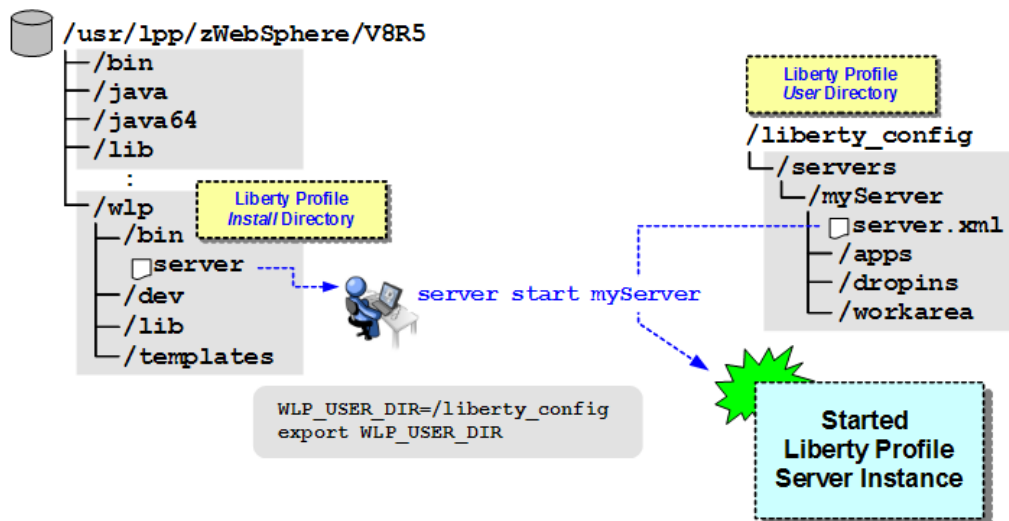 /usr/lpp/zWebSphere/V8R5
/bin
/java
/java64
/lib
:
/wlp
/bin
server
/dev
/lib
/templates
Liberty Profile
Install Directory
server start myServer
WLP_USER_DIR=/liberty_config
export WLP_USER_DIR
Liberty Profile
User Directory
/liberty_config
/servers
/myServer
server.xml
/apps
/dropins
/workarea
Started
Liberty Profile
Server Instance